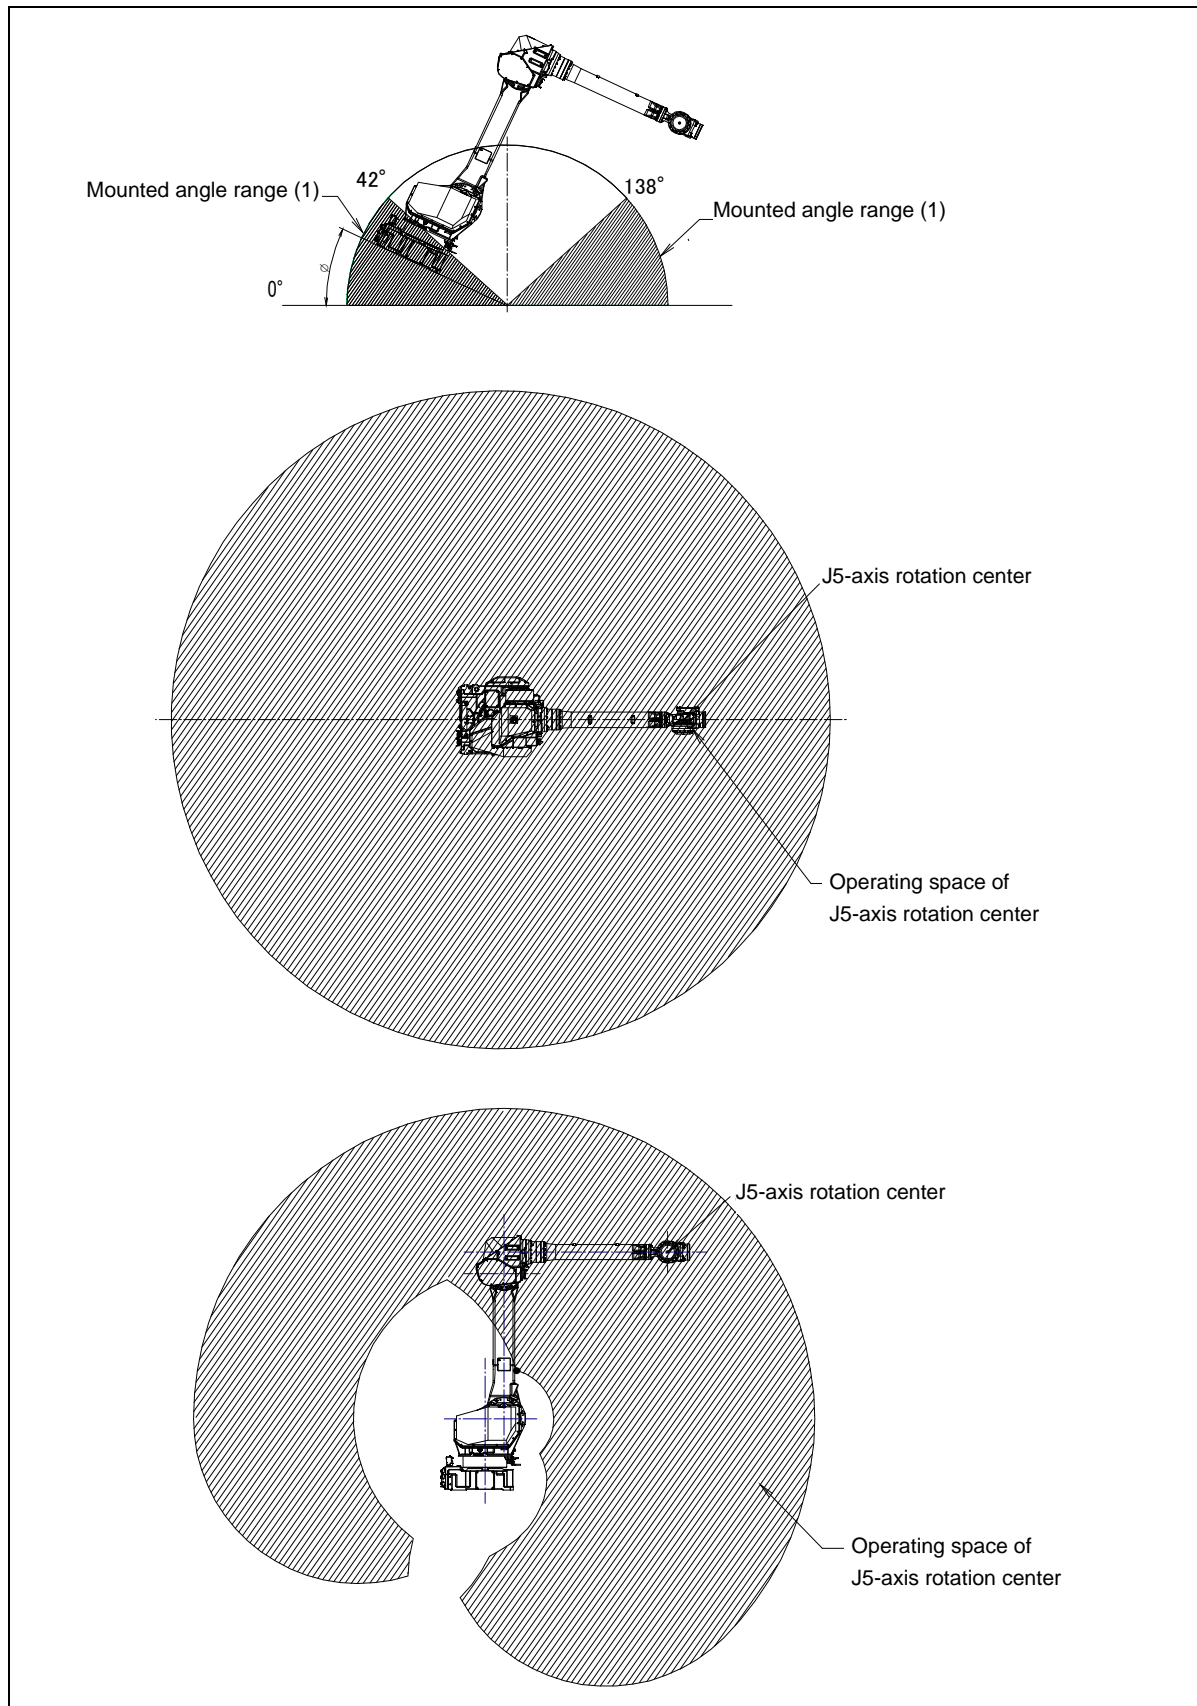 42°
138°
Mounted angle range (1)
Mounted angle range (1)
ø
0°
J5-axis rotation center
Operating space of
J5-axis rotation center
J5-axis rotation center
Operating space of
J5-axis rotation center